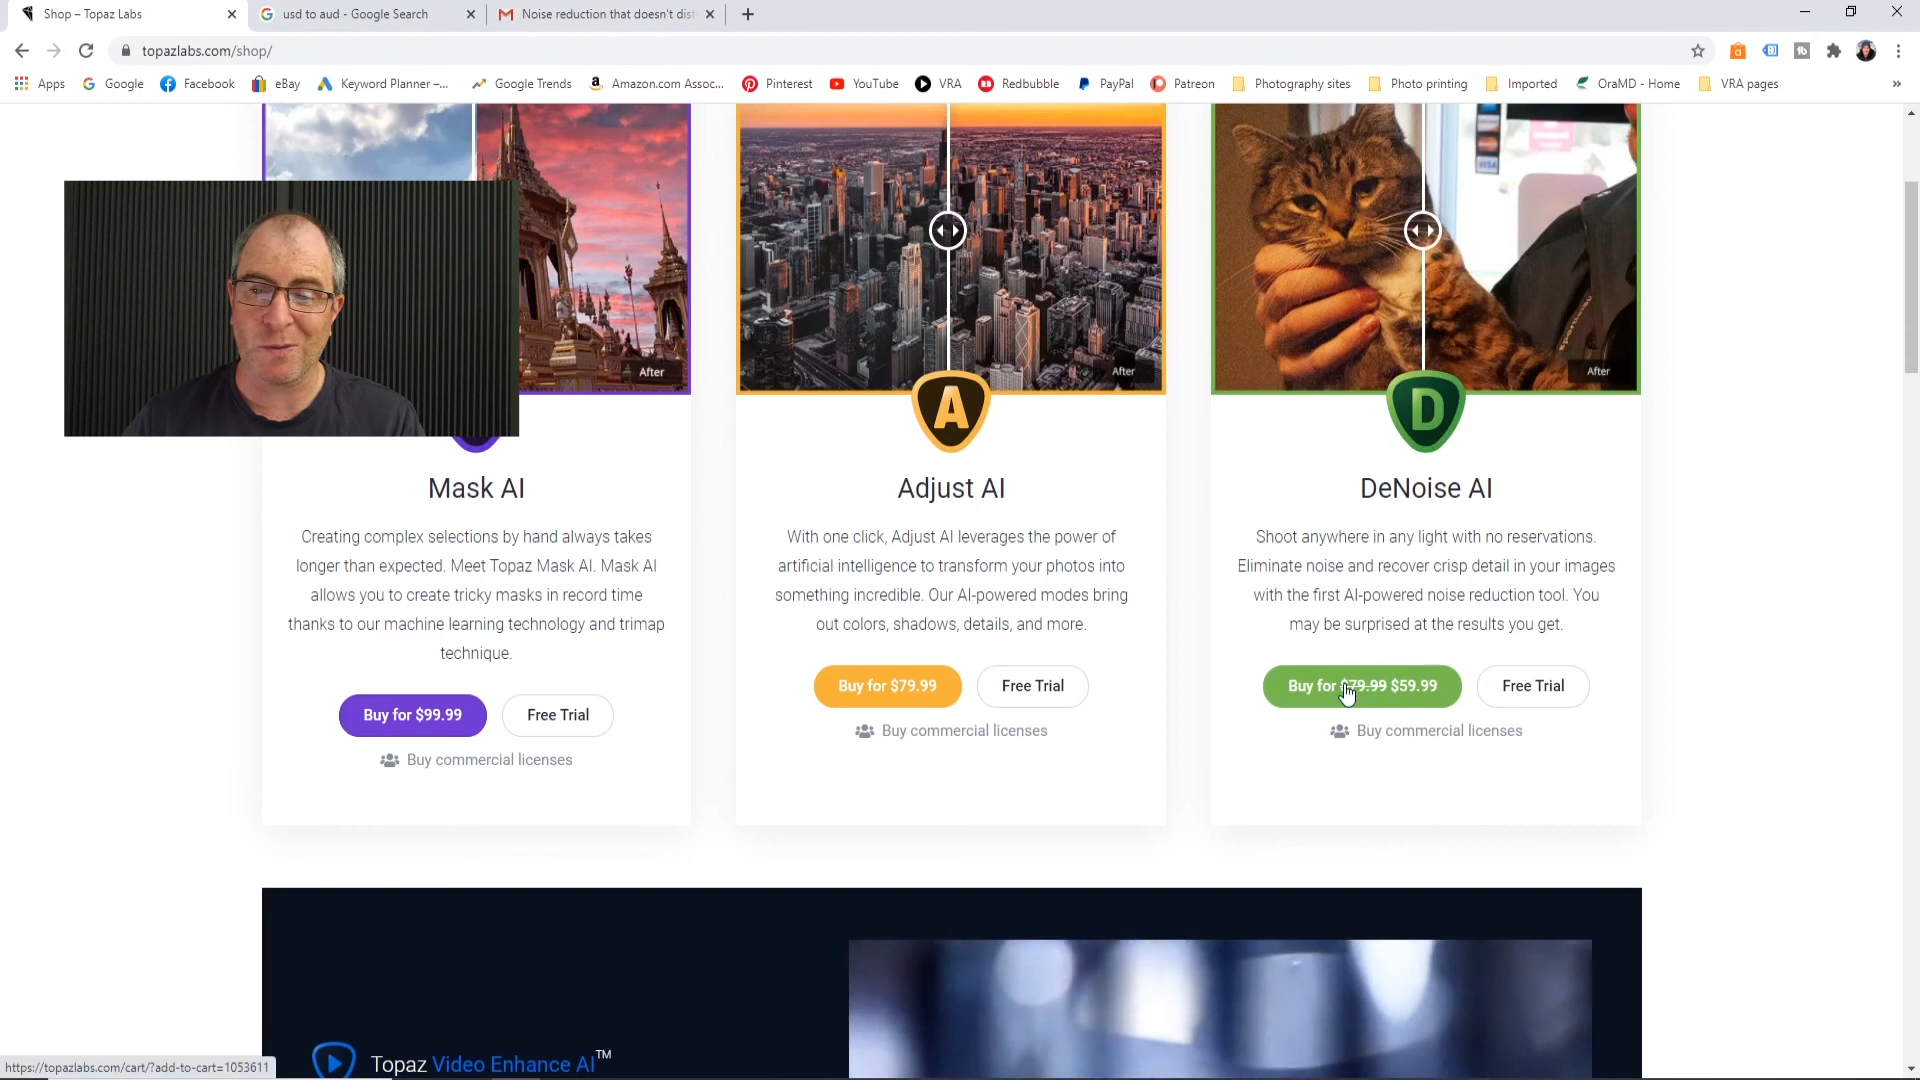 Shop – Topaz Labs
usd to aud - Google Search
Noise reduction that doesn't dist
topazlabs.com/shop/
Apps
Google
Facebook
eBay
Keyword Planner –...
Google Trends
Amazon.com Assoc...
Pinterest
YouTube
VRA
Redbubble
PayPal
Patreon
Photography sites
Photo printing
Imported
OraMD - Home
VRA pages
»
VISA
After
After
After
A
D
Mask AI
Creating complex selections by hand always takes
longer than expected. Meet Topaz Mask AI. Mask AI
allows you to create tricky masks in record time
thanks to our machine learning technology and trimap
technique.
Buy for $99.99
Free Trial
Buy commercial licenses
Adjust AI
With one click, Adjust AI leverages the power of
artificial intelligence to transform your photos into
something incredible. Our AI-powered modes bring
out colors, shadows, details, and more.
Buy for $79.99
Free Trial
Buy commercial licenses
DeNoise AI
Shoot anywhere in any light with no reservations.
Eliminate noise and recover crisp detail in your images
with the first AI-powered noise reduction tool. You
may be surprised at the results you get.
Buy for $79.99 $59.99
Free Trial
Buy commercial licenses
Topaz Video Enhance AI™
https://topazlabs.com/cart/?add-to-cart=1053611